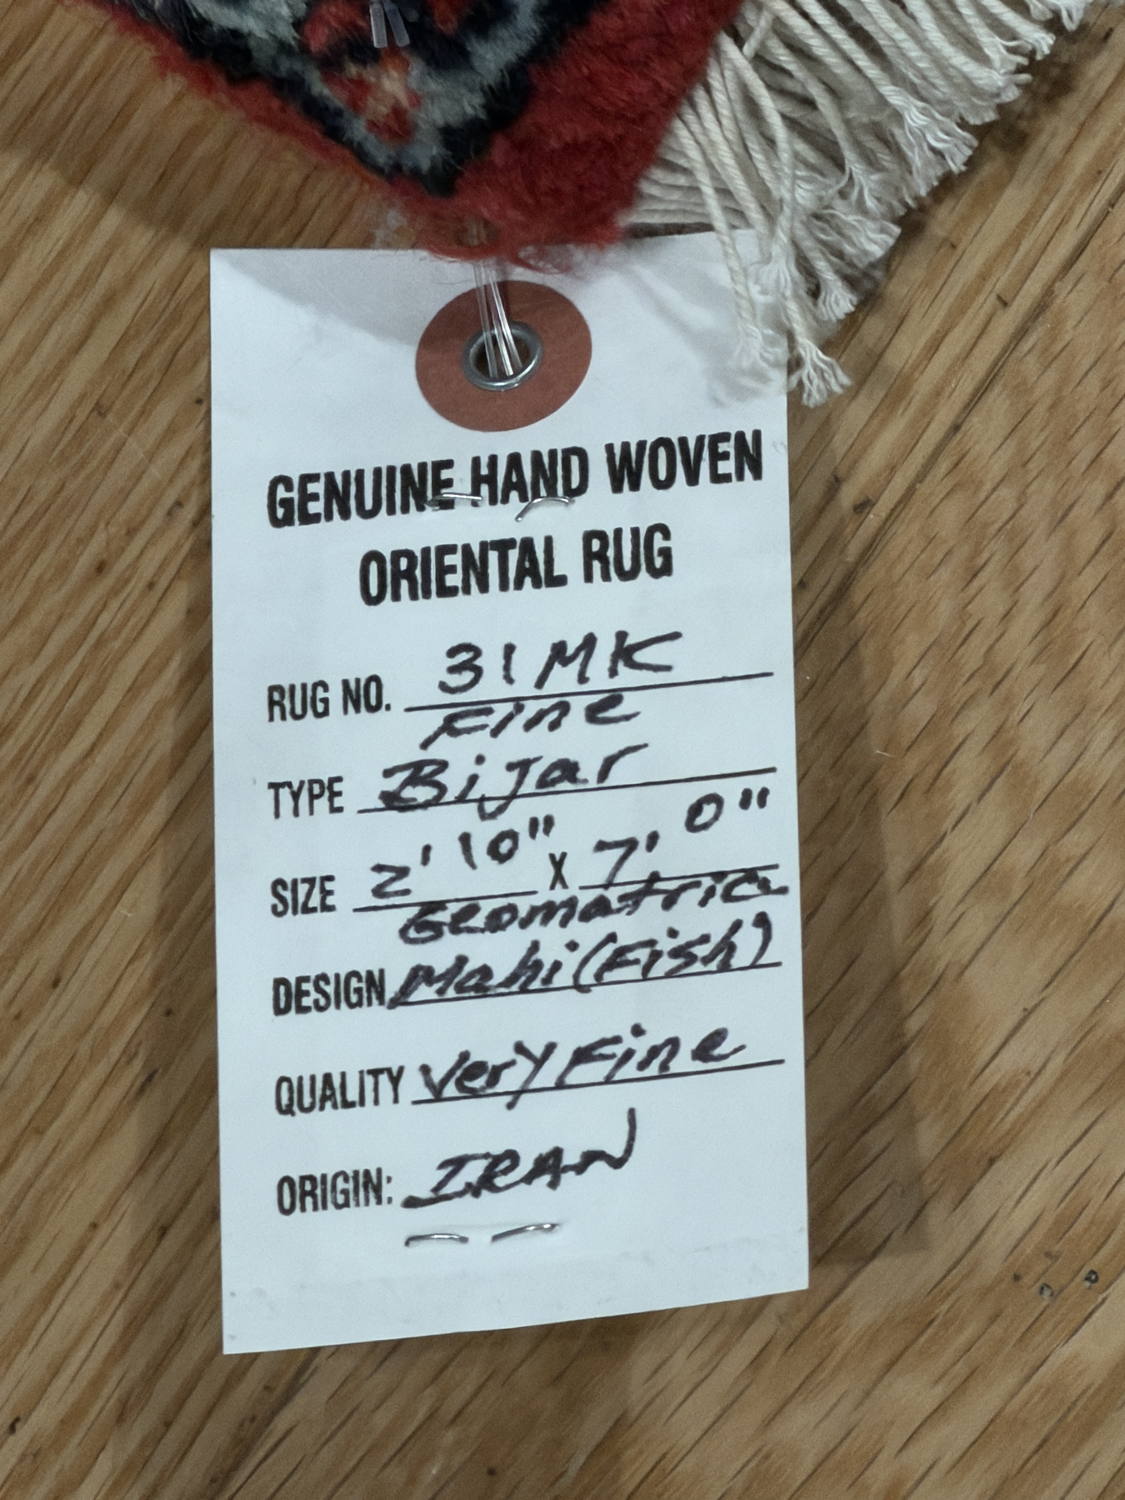 GENUINE HAND WOVEN
ORIENTAL RUG
RUG NO. 31MK
Fine
TYPE Bijar
SIZE 2' 10" X 7' 0"
Geomatric
DESIGN Mahi (Fish)
QUALITY Very Fine
ORIGIN: IRAN